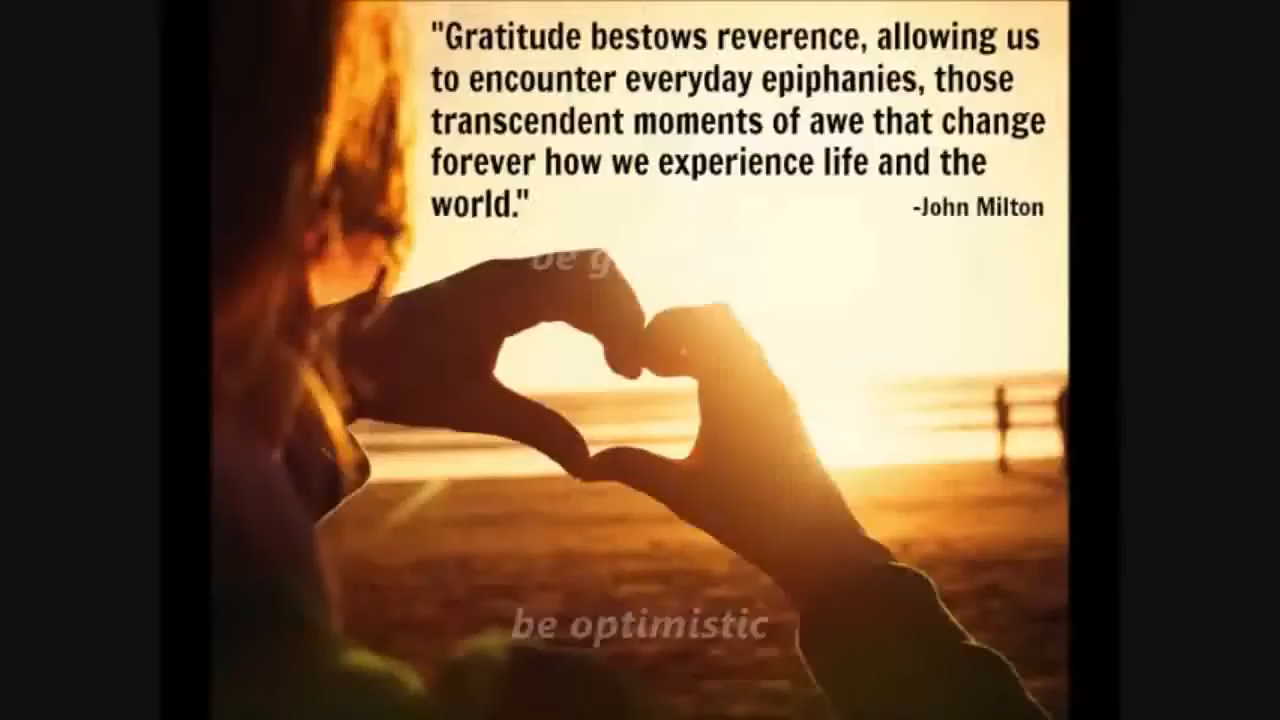 "Gratitude bestows reverence, allowing us
to encounter everyday epiphanies, those
transcendent moments of awe that change
forever how we experience life and the
world."
-John Milton
be
be optimistic